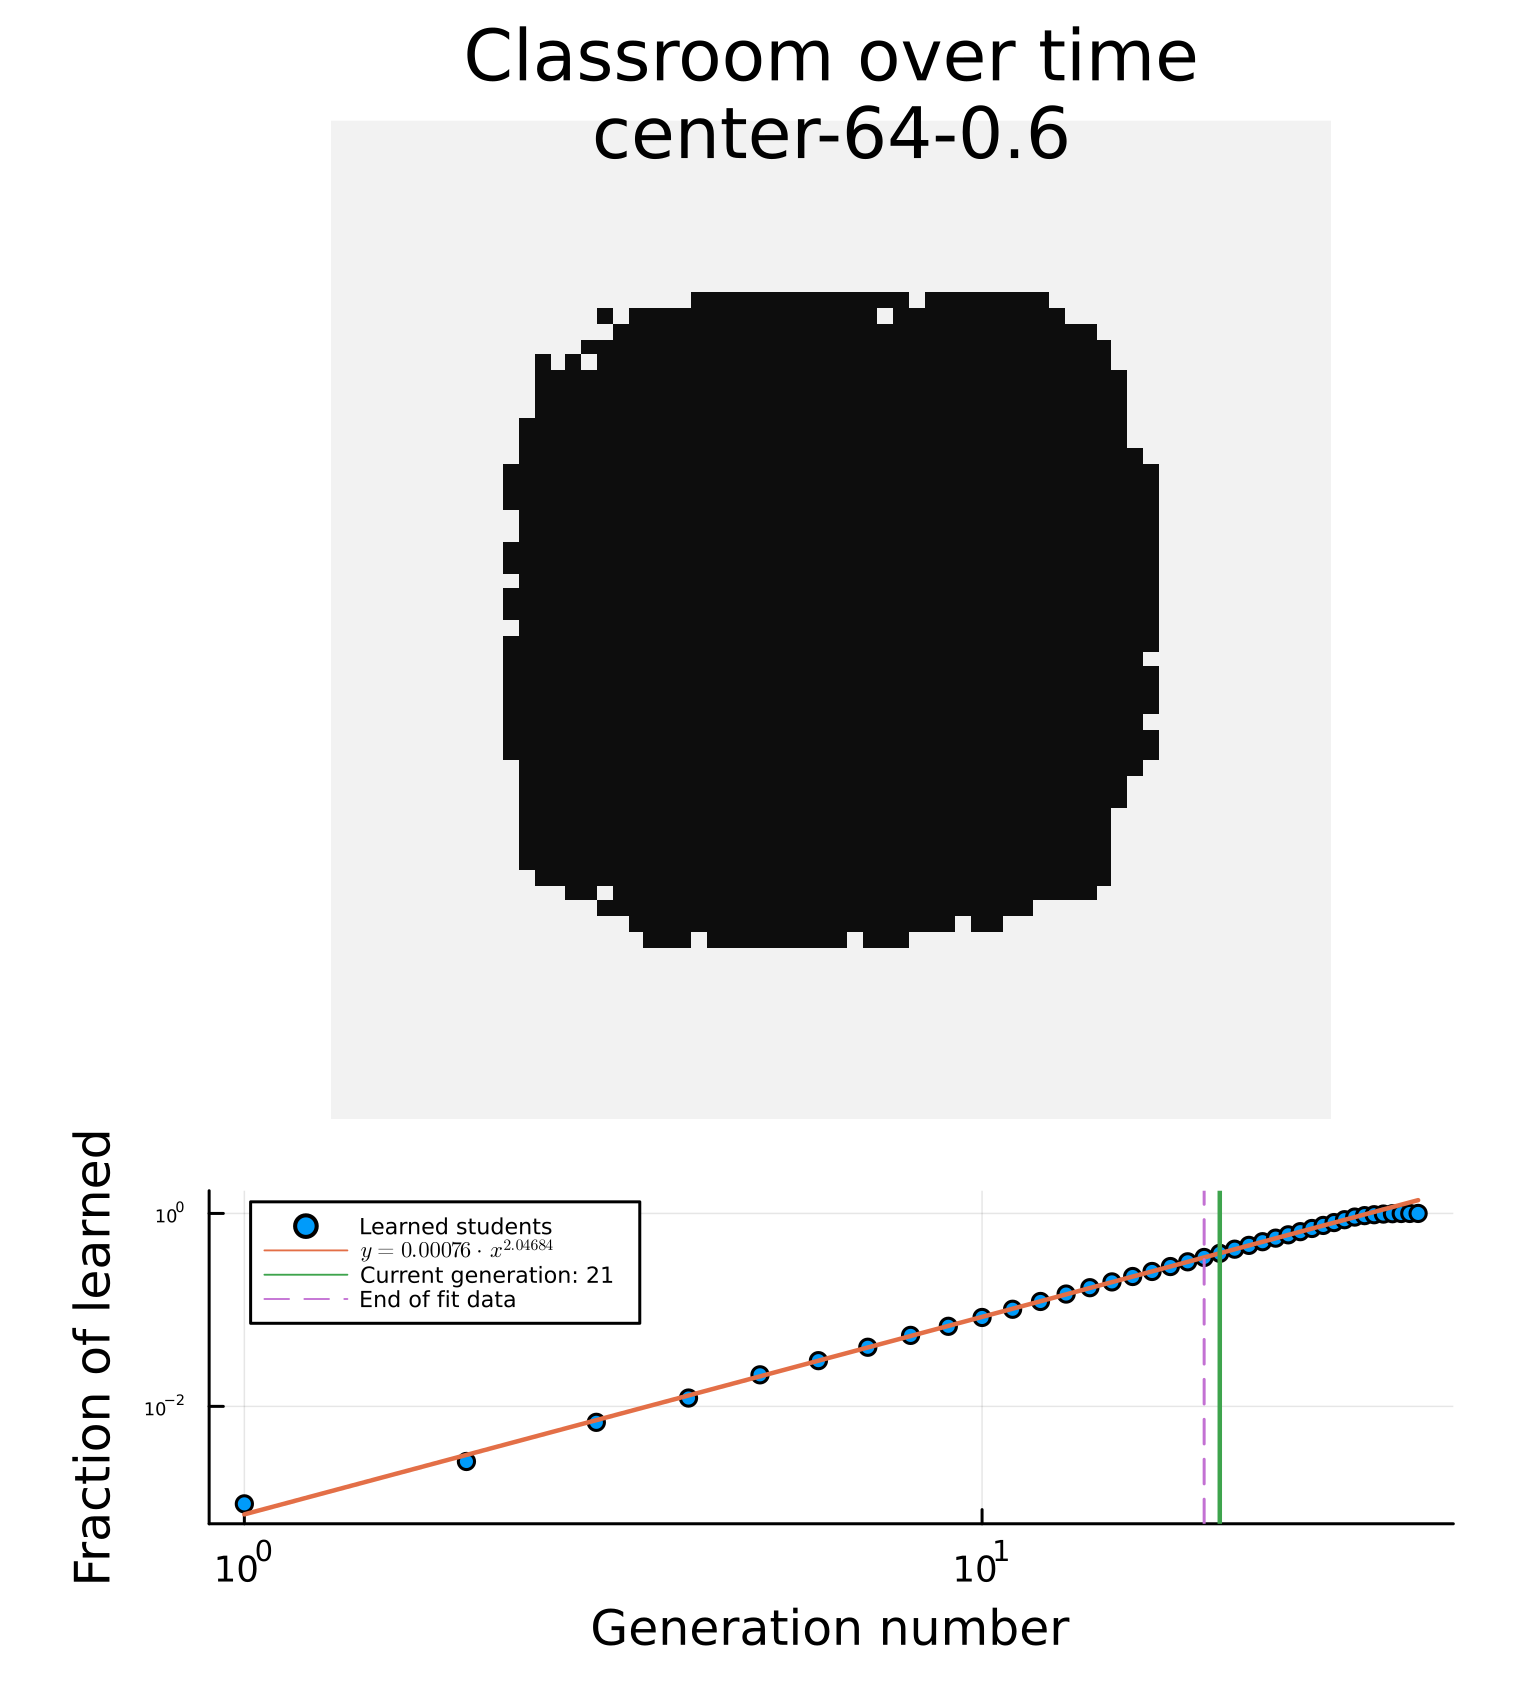 Classroom over time
center-64-0.6
Fraction of learned
10⁰
10⁻²
Learned students
y = 0.00076 · x^2.04684
Current generation: 21
End of fit data
10⁰ 10¹
Generation number